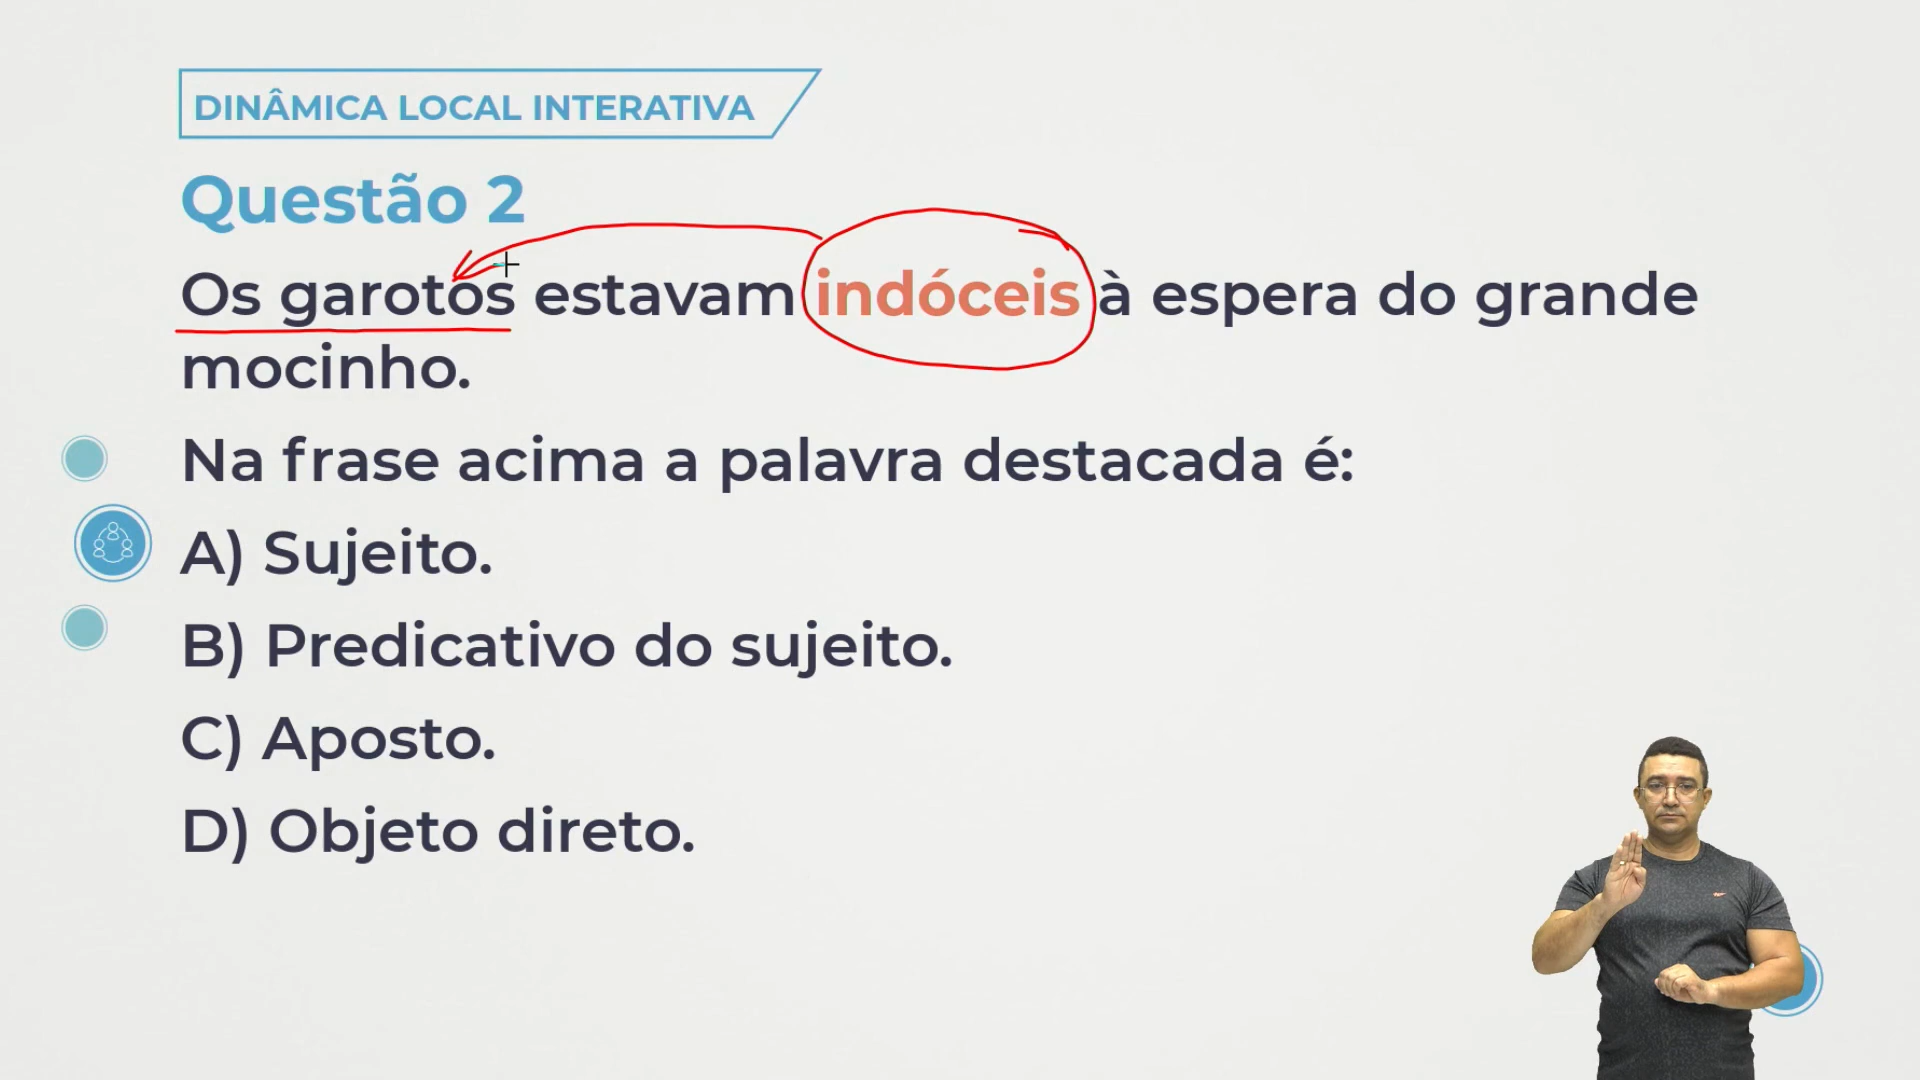 DINÂMICA LOCAL INTERATIVA
Questão 2
Os garotos estavam indóceis à espera do grande
mocinho.
Na frase acima a palavra destacada é:
A) Sujeito.
B) Predicativo do sujeito.
C) Aposto.
D) Objeto direto.